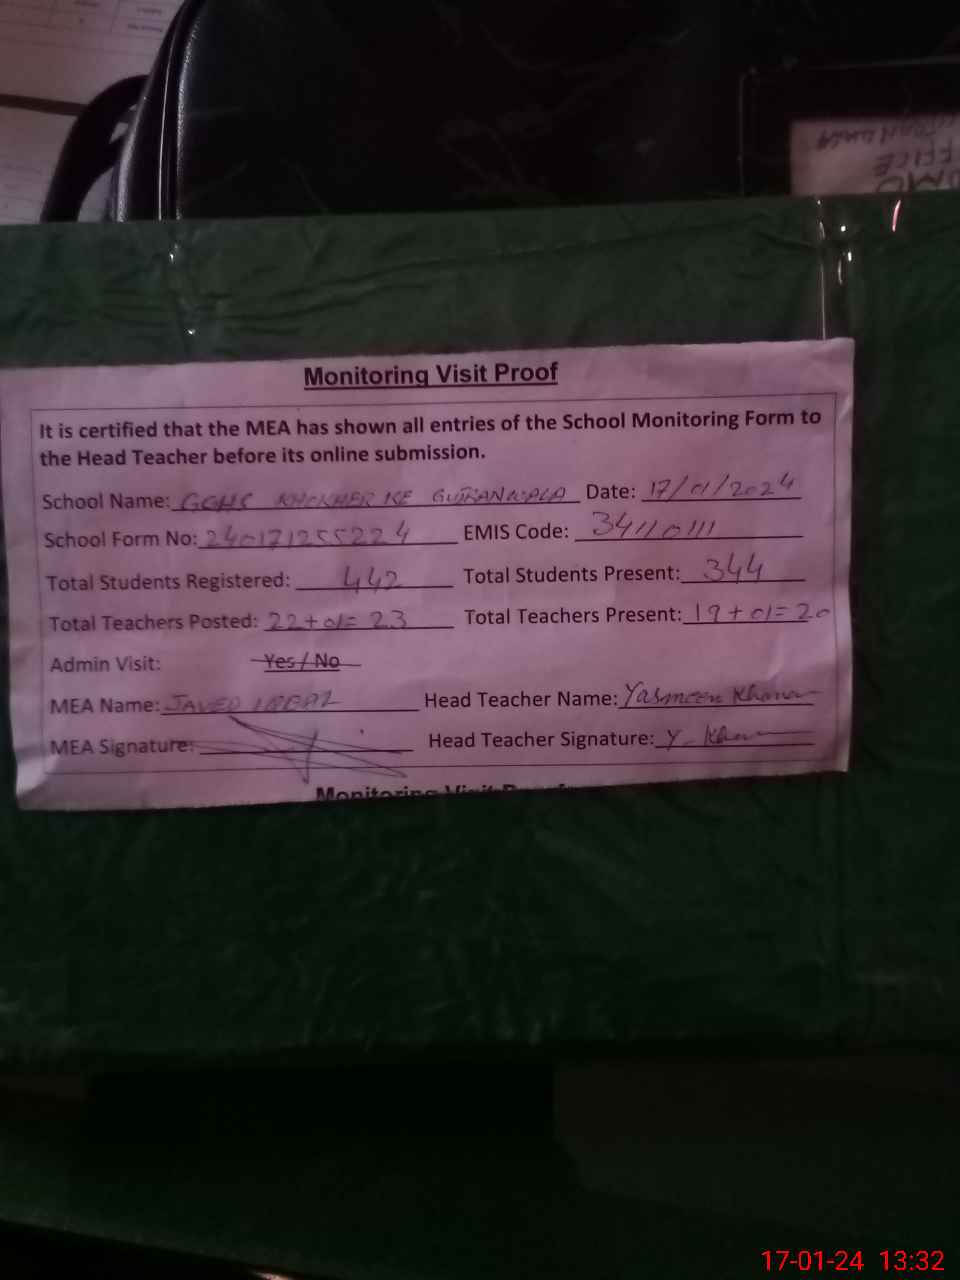 Monitoring Visit Proof
It is certified that the MEA has shown all entries of the School Monitoring Form to
the Head Teacher before its online submission.
School Name: GGHS KHOKHER KE GUJRANWALA Date: 17/01/2024
School Form No: 240171255224 EMIS Code: 34110111
Total Students Registered: 442 Total Students Present: 344
Total Teachers Posted: 22+01= 23 Total Teachers Present: 19+01= 20
Admin Visit: Yes / No
MEA Name: JAVED IQBAL Head Teacher Name: Yasmeen Khan
MEA Signature: Head Teacher Signature: Y. Khan
Monitoring Visit Proof
17-01-24 13:32